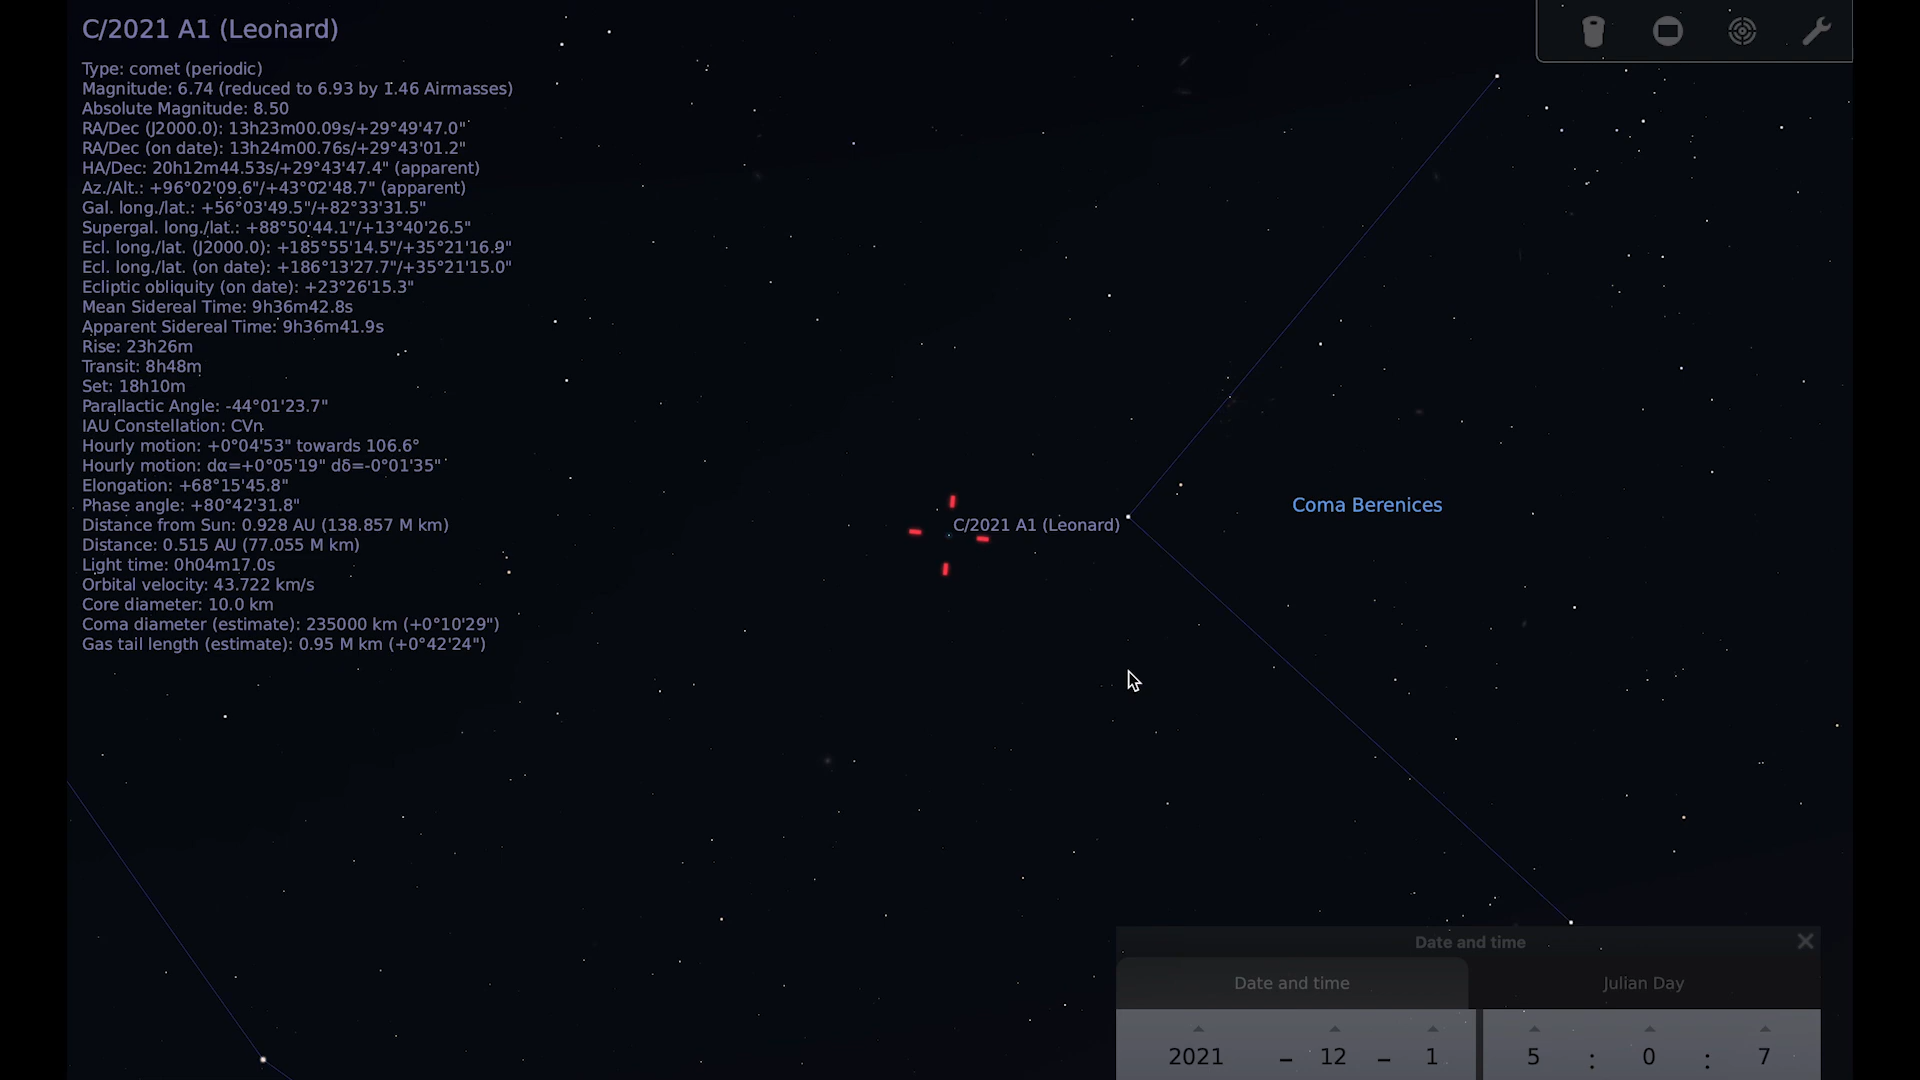 C/2021 A1 (Leonard)
Type: comet (periodic)
Magnitude: 6.74 (reduced to 6.93 by 1.46 Airmasses)
Absolute Magnitude: 8.50
RA/Dec (J2000.0): 13h23m00.09s/+29°49'47.0"
RA/Dec (on date): 13h24m00.76s/+29°43'01.2"
HA/Dec: 20h12m44.53s/+29°43'47.4" (apparent)
Az./Alt.: +96°02'09.6"/+43°02'48.7" (apparent)
Gal. long./lat.: +56°03'49.5"/+82°33'31.5"
Supergal. long./lat.: +88°50'44.1"/+13°40'26.5"
Ecl. long./lat. (J2000.0): +185°55'14.5"/+35°21'16.9"
Ecl. long./lat. (on date): +186°13'27.7"/+35°21'15.0"
Ecliptic obliquity (on date): +23°26'15.3"
Mean Sidereal Time: 9h36m42.8s
Apparent Sidereal Time: 9h36m41.9s
Rise: 23h26m
Transit: 8h48m
Set: 18h10m
Parallactic Angle: -44°01'23.7"
IAU Constellation: CVn
Hourly motion: +0°04'53" towards 106.6°
Hourly motion: dα=+0°05'19" dδ=-0°01'35"
Elongation: +68°15'45.8"
Phase angle: +80°42'31.8"
Distance from Sun: 0.928 AU (138.857 M km)
Distance: 0.515 AU (77.055 M km)
Light time: 0h04m17.0s
Orbital velocity: 43.722 km/s
Core diameter: 10.0 km
Coma diameter (estimate): 235000 km (+0°10'29")
Gas tail length (estimate): 0.95 M km (+0°42'24")
Coma Berenices
C/2021 A1 (Leonard)
Date and time
Date and time Julian Day
2021 – 12 – 1 5 : 0 : 7